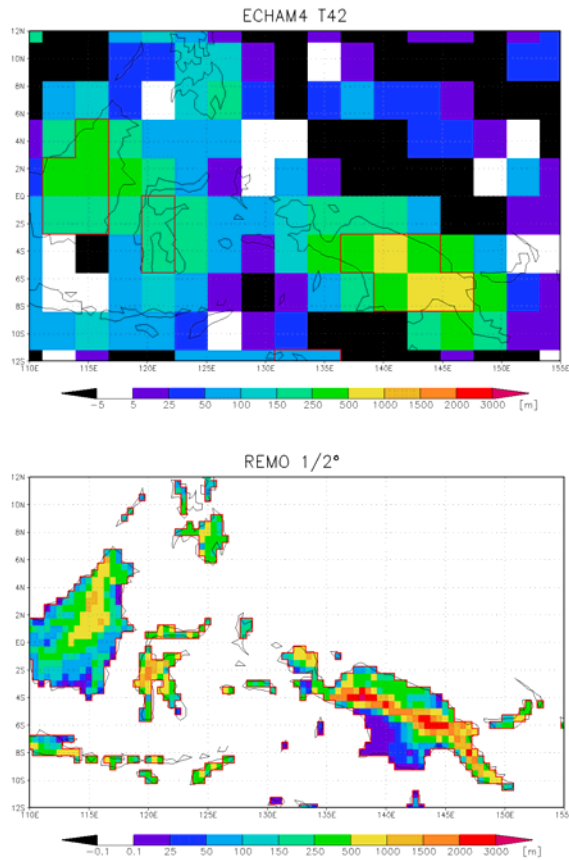 ECHAM4 T42
12N
10N
8N
6N
4N
2N
EQ
2S
4S
6S
8S
10S
12S
110E 115E 120E 125E 130E 135E 140E 145E 150E 155E
-5 5 25 50 100 150 250 500 1000 1500 2000 3000 [m]
REMO 1/2°
12N
10N
8N
6N
4N
2N
EQ
2S
4S
6S
8S
10S
12S
110E 115E 120E 125E 130E 135E 140E 145E 150E 155
-0.1 0.1 25 50 100 150 250 500 1000 1500 2000 3000 [m]